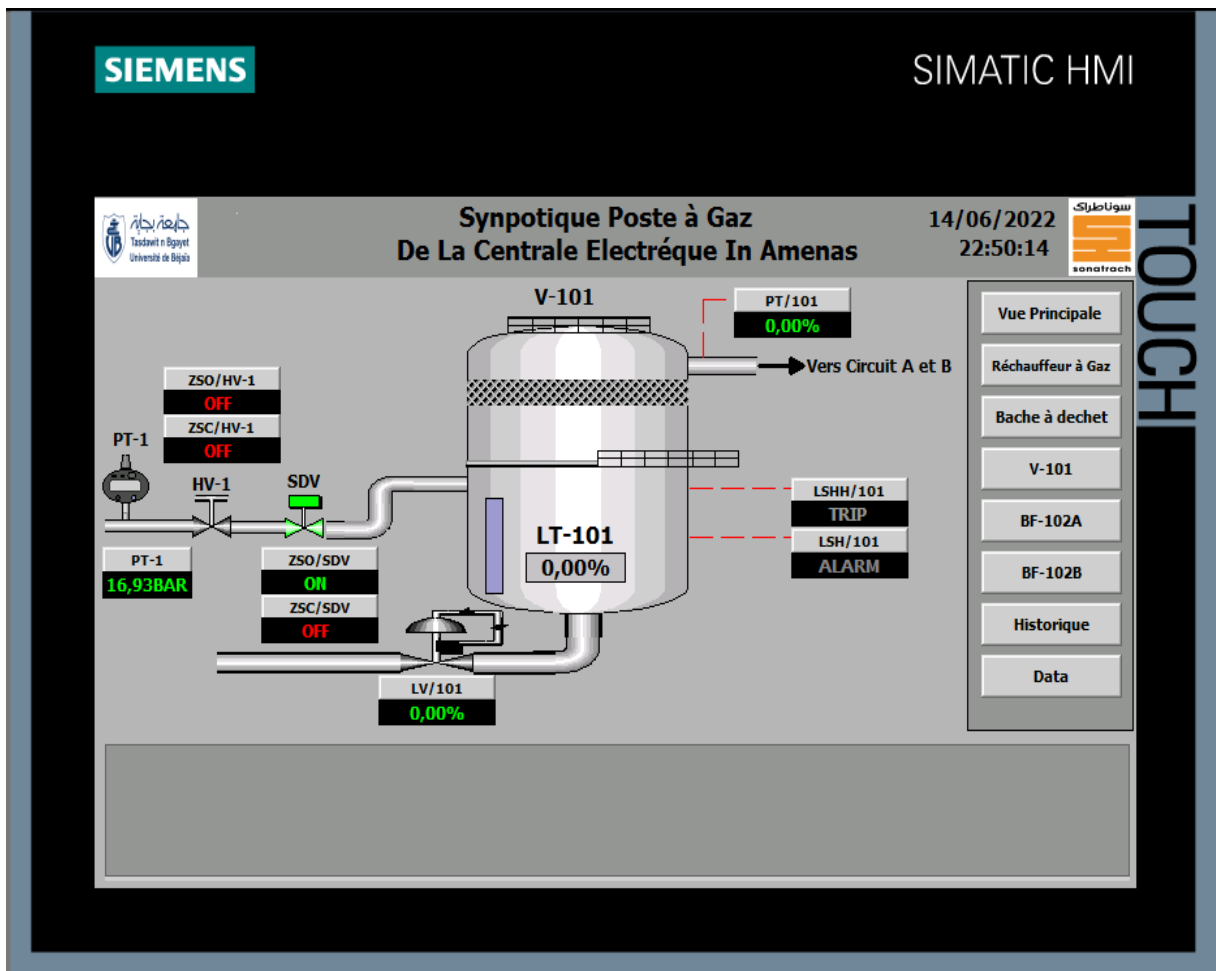 SIEMENS
SIMATIC HMI
TOUCH
جامعة بجاية
Tasdawit n Bgayet
Université de Béjaïa
Synpotique Poste à Gaz
De La Centrale Electréque In Amenas
14/06/2022
22:50:14
سوناطراك
sonatrach
V-101
PT/101
0,00%
Vers Circuit A et B
ZSO/HV-1
OFF
ZSC/HV-1
OFF
PT-1
HV-1
SDV
PT-1
16,93BAR
ZSO/SDV
ON
ZSC/SDV
OFF
LT-101
0,00%
LSHH/101
TRIP
LSH/101
ALARM
LV/101
0,00%
Vue Principale
Réchauffeur à Gaz
Bache à dechet
V-101
BF-102A
BF-102B
Historique
Data